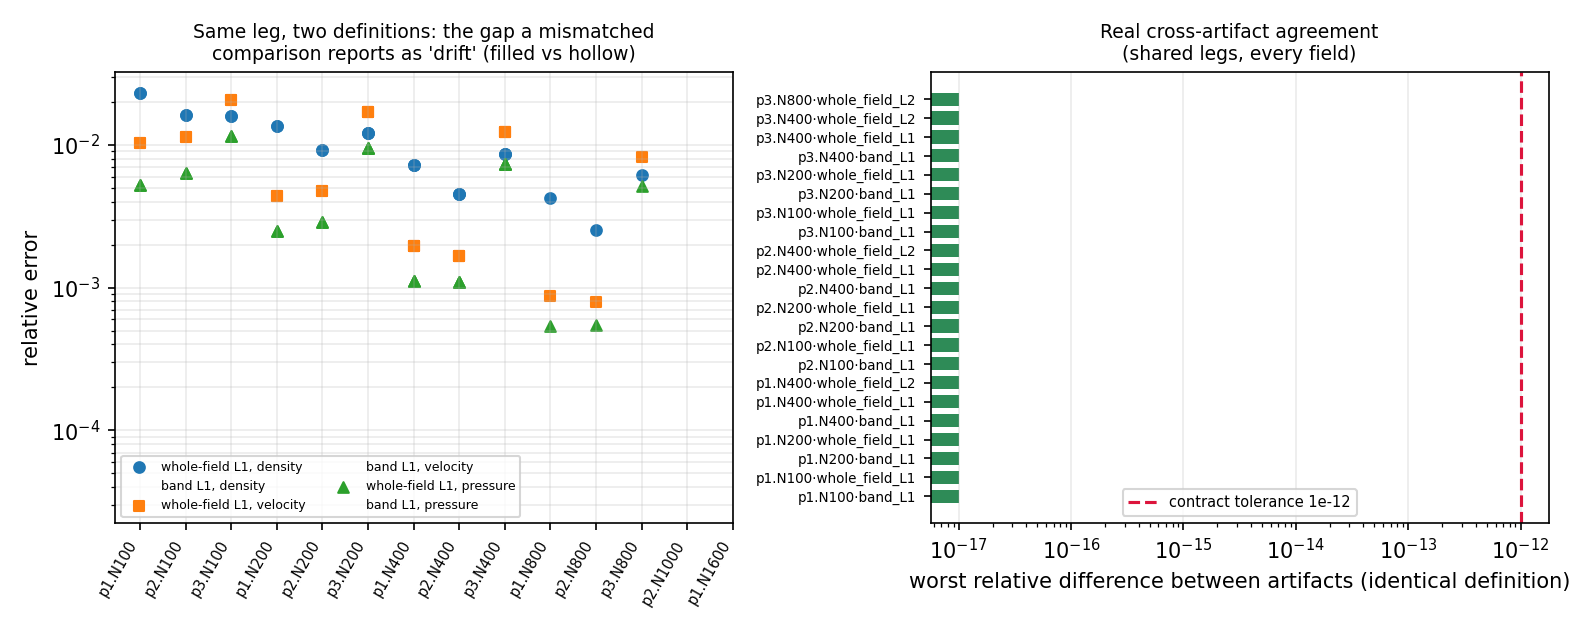 Same leg, two definitions: the gap a mismatched
comparison reports as 'drift' (filled vs hollow)
relative error
10⁻²
10⁻³
10⁻⁴
whole-field L1, density
band L1, density
whole-field L1, velocity
band L1, velocity
whole-field L1, pressure
band L1, pressure
p1.N100
p2.N100
p3.N100
p1.N200
p2.N200
p3.N200
p1.N400
p2.N400
p3.N400
p1.N800
p2.N800
p3.N800
p2.N1000
p1.N1600
Real cross-artifact agreement
(shared legs, every field)
p3.N800·whole_field_L2
p3.N400·whole_field_L2
p3.N400·whole_field_L1
p3.N400·band_L1
p3.N200·whole_field_L1
p3.N200·band_L1
p3.N100·whole_field_L1
p3.N100·band_L1
p2.N400·whole_field_L2
p2.N400·whole_field_L1
p2.N400·band_L1
p2.N200·whole_field_L1
p2.N200·band_L1
p2.N100·whole_field_L1
p2.N100·band_L1
p1.N400·whole_field_L2
p1.N400·whole_field_L1
p1.N400·band_L1
p1.N200·whole_field_L1
p1.N200·band_L1
p1.N100·whole_field_L1
p1.N100·band_L1
contract tolerance 1e-12
10⁻¹⁷ 10⁻¹⁶ 10⁻¹⁵ 10⁻¹⁴ 10⁻¹³ 10⁻¹²
worst relative difference between artifacts (identical definition)